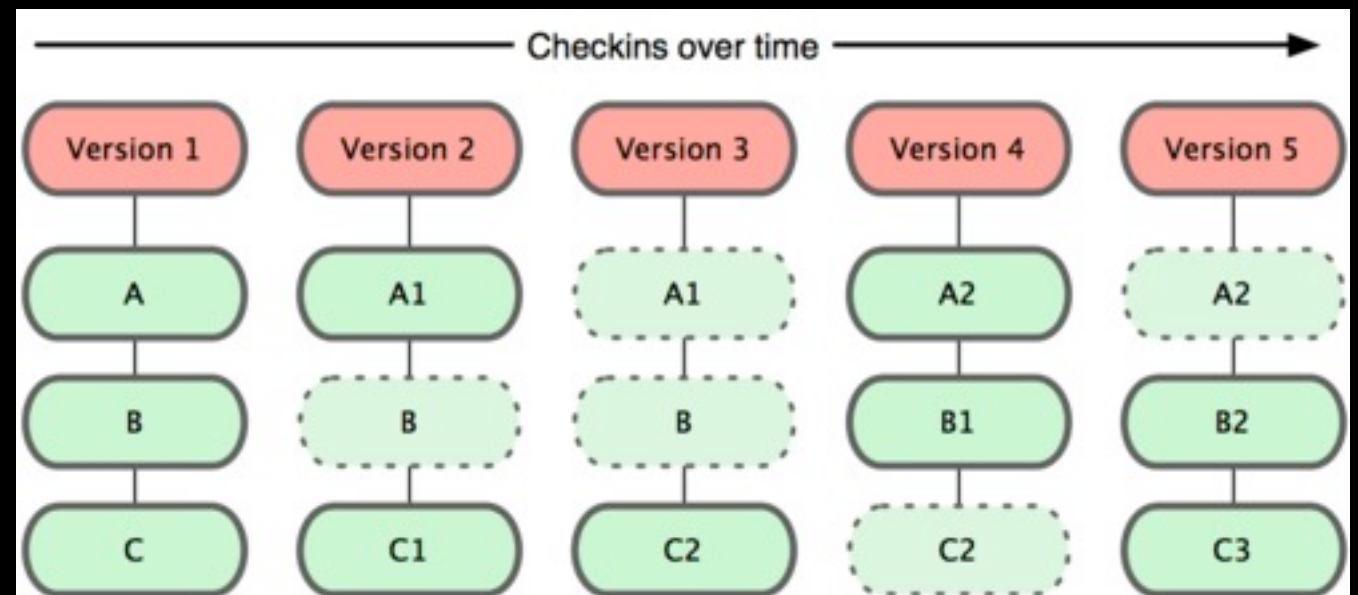 Checkins over time
Version 1 Version 2 Version 3 Version 4 Version 5
A A1 A1 A2 A2
B B B B1 B2
C C1 C2 C2 C3